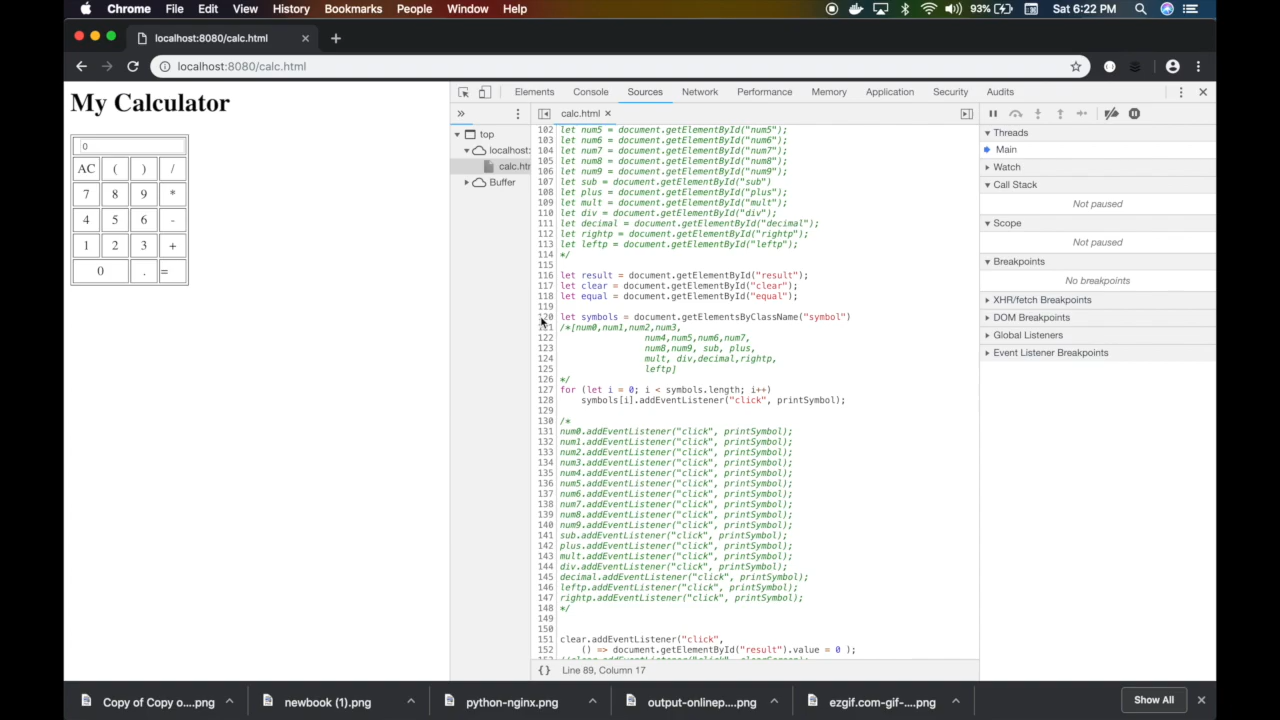 Chrome File Edit View History Bookmarks People Window Help 93% Sat 6:22 PM
localhost:8080/calc.html
localhost:8080/calc.html
My Calculator
0
AC ( ) /
7 8 9 *
4 5 6 -
1 2 3 +
0 . =
Elements Console Sources Network Performance Memory Application Security Audits
» calc.html
top
localhost:
calc.htm
Buffer
102 let num5 = document.getElementById("num5");
103 let num6 = document.getElementById("num6");
104 let num7 = document.getElementById("num7");
105 let num8 = document.getElementById("num8");
106 let num9 = document.getElementById("num9");
107 let sub = document.getElementById("sub")
108 let plus = document.getElementById("plus");
109 let mult = document.getElementById("mult");
110 let div = document.getElementById("div");
111 let decimal = document.getElementById("decimal");
112 let rightp = document.getElementById("rightp");
113 let leftp = document.getElementById("leftp");
114 */
115
116 let result = document.getElementById("result");
117 let clear = document.getElementById("clear");
118 let equal = document.getElementById("equal");
119
120 let symbols = document.getElementsByClassName("symbol")
121 /*[num0,num1,num2,num3,
122 num4,num5,num6,num7,
123 num8,num9, sub, plus,
124 mult, div,decimal,rightp,
125 leftp]
126 */
127 for (let i = 0; i < symbols.length; i++)
128 symbols[i].addEventListener("click", printSymbol);
129
130 /*
131 num0.addEventListener("click", printSymbol);
132 num1.addEventListener("click", printSymbol);
133 num2.addEventListener("click", printSymbol);
134 num3.addEventListener("click", printSymbol);
135 num4.addEventListener("click", printSymbol);
136 num5.addEventListener("click", printSymbol);
137 num6.addEventListener("click", printSymbol);
138 num7.addEventListener("click", printSymbol);
139 num8.addEventListener("click", printSymbol);
140 num9.addEventListener("click", printSymbol);
141 sub.addEventListener("click", printSymbol);
142 plus.addEventListener("click", printSymbol);
143 mult.addEventListener("click", printSymbol);
144 div.addEventListener("click", printSymbol);
145 decimal.addEventListener("click", printSymbol);
146 leftp.addEventListener("click", printSymbol);
147 rightp.addEventListener("click", printSymbol);
148 */
149
150
151 clear.addEventListener("click",
152 () => document.getElementById("result").value = 0 );
{} Line 89, Column 17
Threads
Main
Watch
Call Stack
Not paused
Scope
Not paused
Breakpoints
No breakpoints
XHR/fetch Breakpoints
DOM Breakpoints
Global Listeners
Event Listener Breakpoints
Copy of Copy o....png newbook (1).png python-nginx.png output-onlinep....png ezgif.com-gif-....png Show All